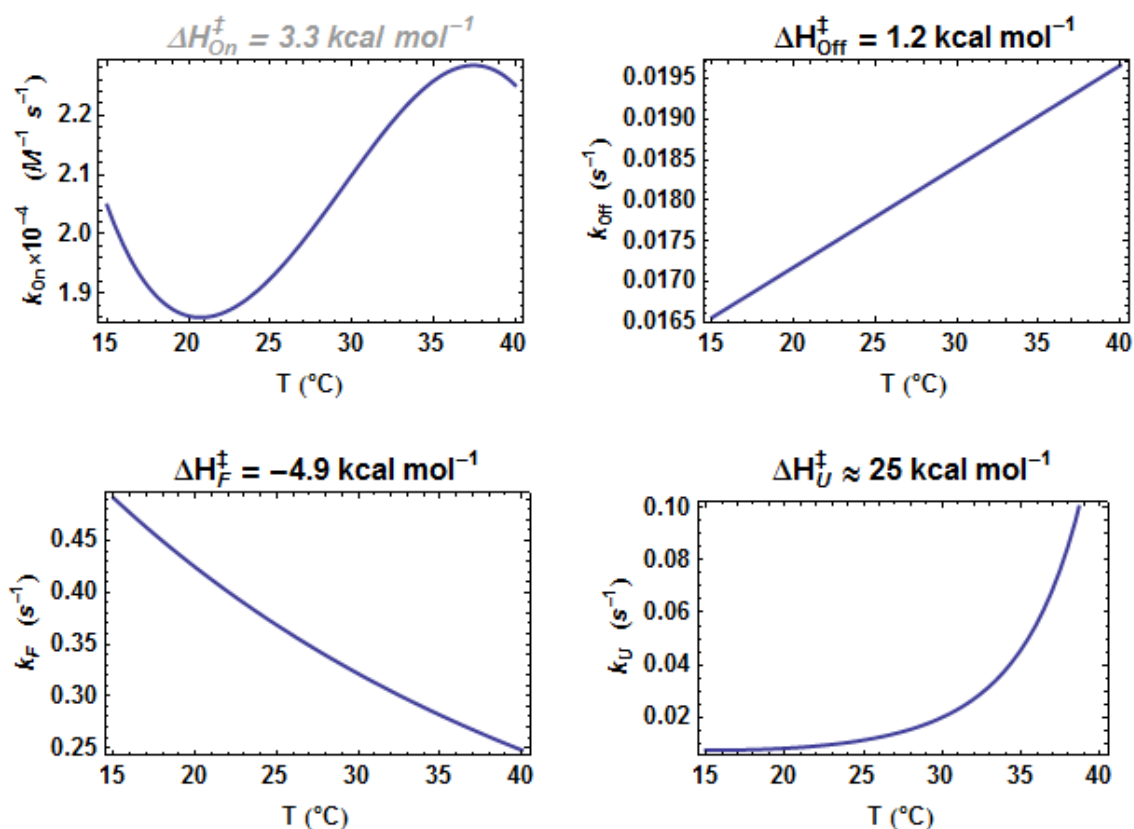 ΔH‡On = 3.3 kcal mol−1
kOn×10−4 (M−1 s−1)
2.2
2.1
2.0
1.9
15 20 25 30 35 40
T (°C)
ΔH‡Off = 1.2 kcal mol−1
kOff (s−1)
0.0195
0.0190
0.0185
0.0180
0.0175
0.0170
0.0165
15 20 25 30 35 40
T (°C)
ΔH‡F = −4.9 kcal mol−1
kF (s−1)
0.45
0.40
0.35
0.30
0.25
15 20 25 30 35 40
T (°C)
ΔH‡U ≈ 25 kcal mol−1
kU (s−1)
0.10
0.08
0.06
0.04
0.02
15 20 25 30 35 40
T (°C)